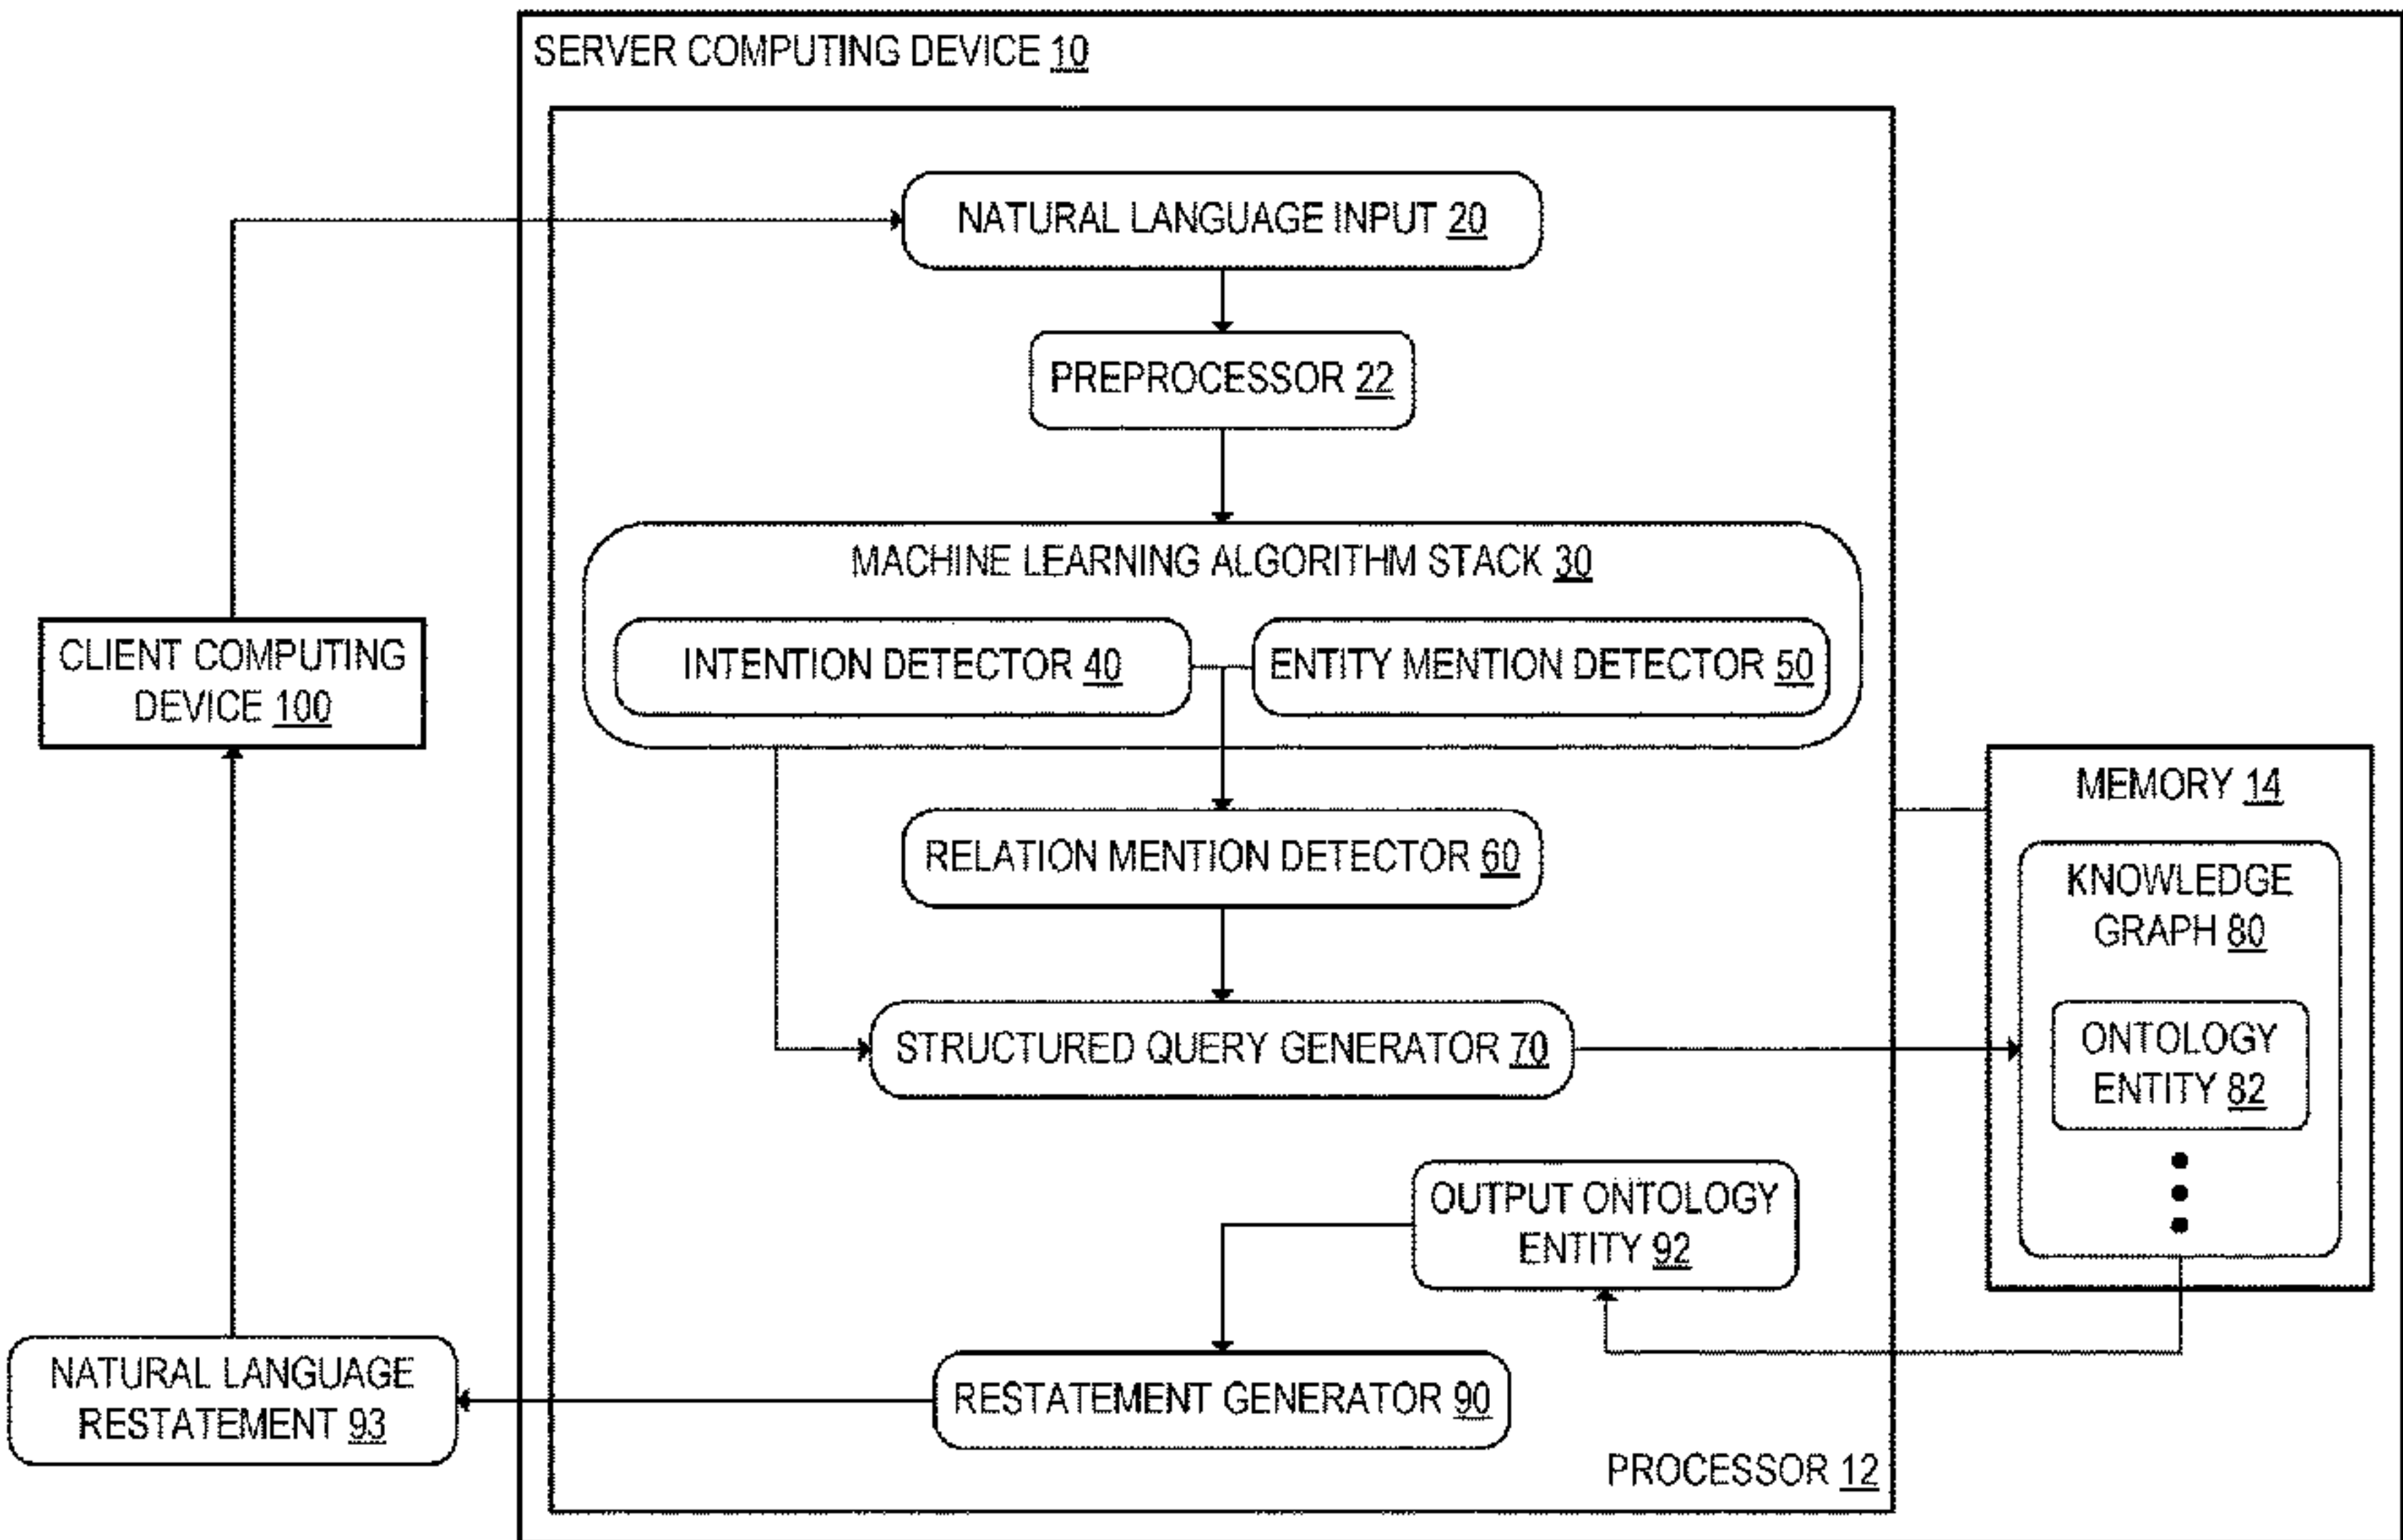 SERVER COMPUTING DEVICE 10
NATURAL LANGUAGE INPUT 20
PREPROCESSOR 22
MACHINE LEARNING ALGORITHM STACK 30
INTENTION DETECTOR 40
ENTITY MENTION DETECTOR 50
CLIENT COMPUTING
DEVICE 100
RELATION MENTION DETECTOR 60
STRUCTURED QUERY GENERATOR 70
MEMORY 14
KNOWLEDGE
GRAPH 80
ONTOLOGY
ENTITY 82
OUTPUT ONTOLOGY
ENTITY 92
RESTATEMENT GENERATOR 90
NATURAL LANGUAGE
RESTATEMENT 93
PROCESSOR 12